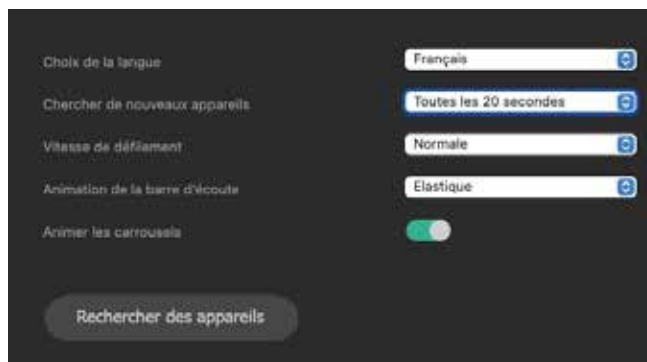 Choix de la langue
Français
Chercher de nouveaux appareils
Toutes les 20 secondes
Vitesse de défilement
Normale
Animation de la barre d'écoute
Elastique
Animer les carrousels
Rechercher des appareils